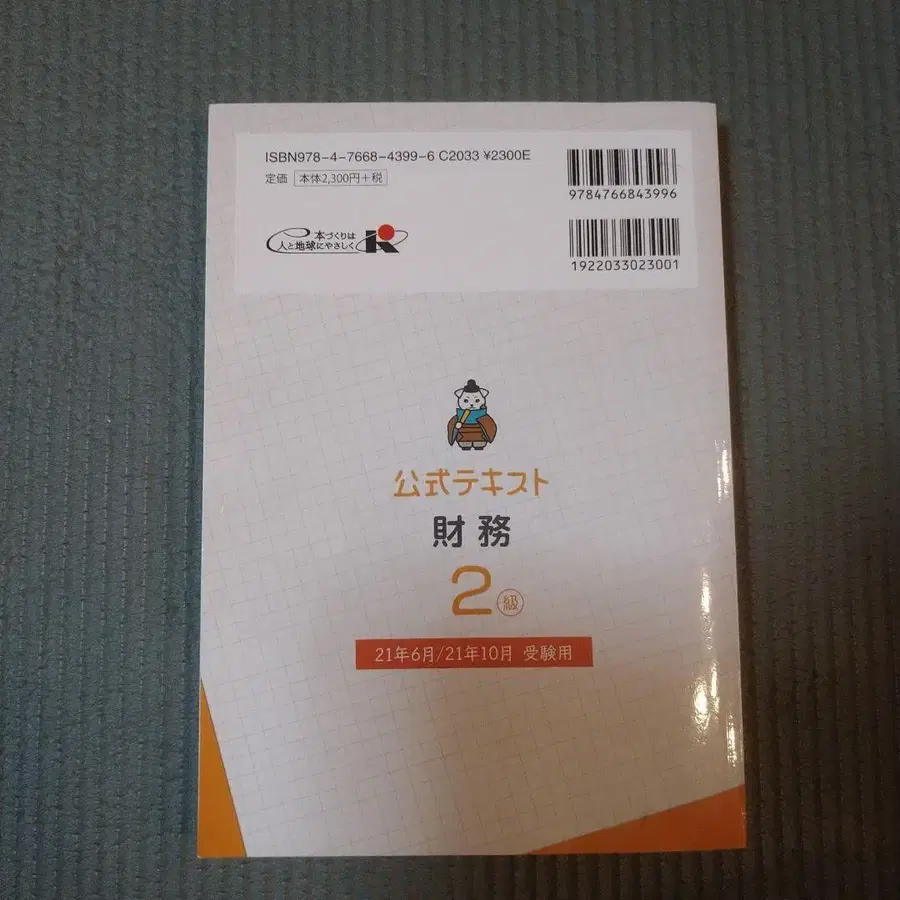 ISBN978-4-7668-4399-6 C2033 ¥2300E
定価 本体2,300円+税
9784766843996
本づくりは
人と地球にやさしく
1922033023001
公式テキスト
財務
2級
21年6月/21年10月 受験用